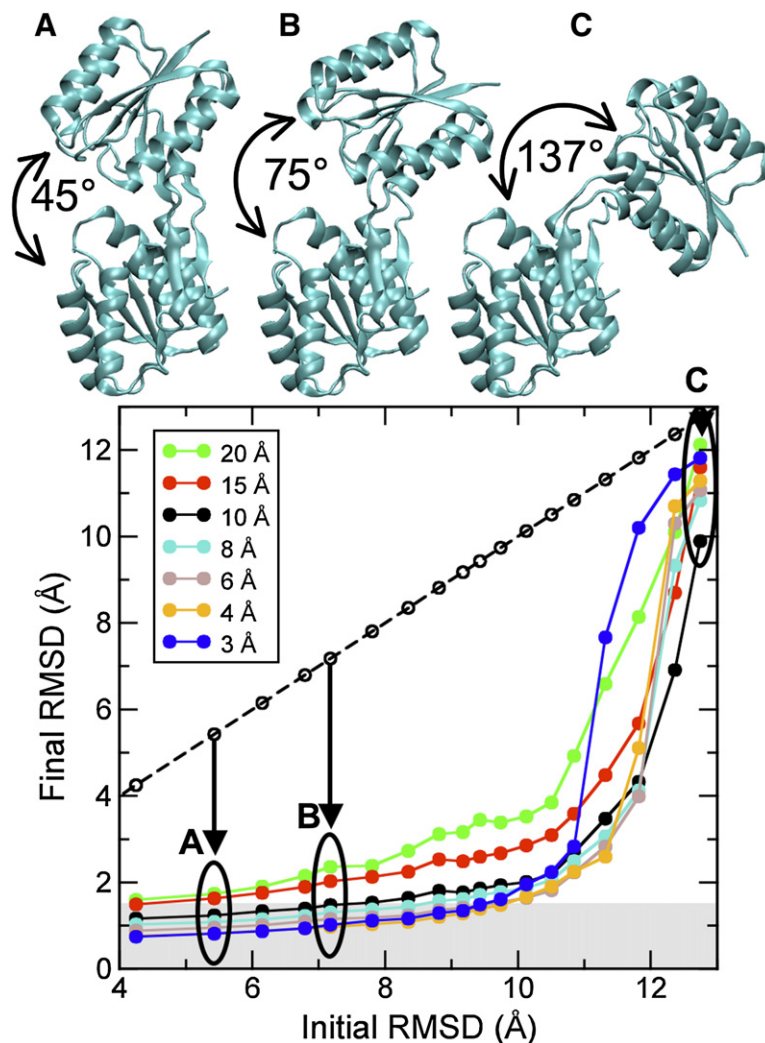 A B C
45° 75° 137°
C
20 Å
15 Å
10 Å
8 Å
6 Å
4 Å
3 Å
A B
Final RMSD (Å)
12
10
8
6
4
2
0
4 6 8 10 12
Initial RMSD (Å)